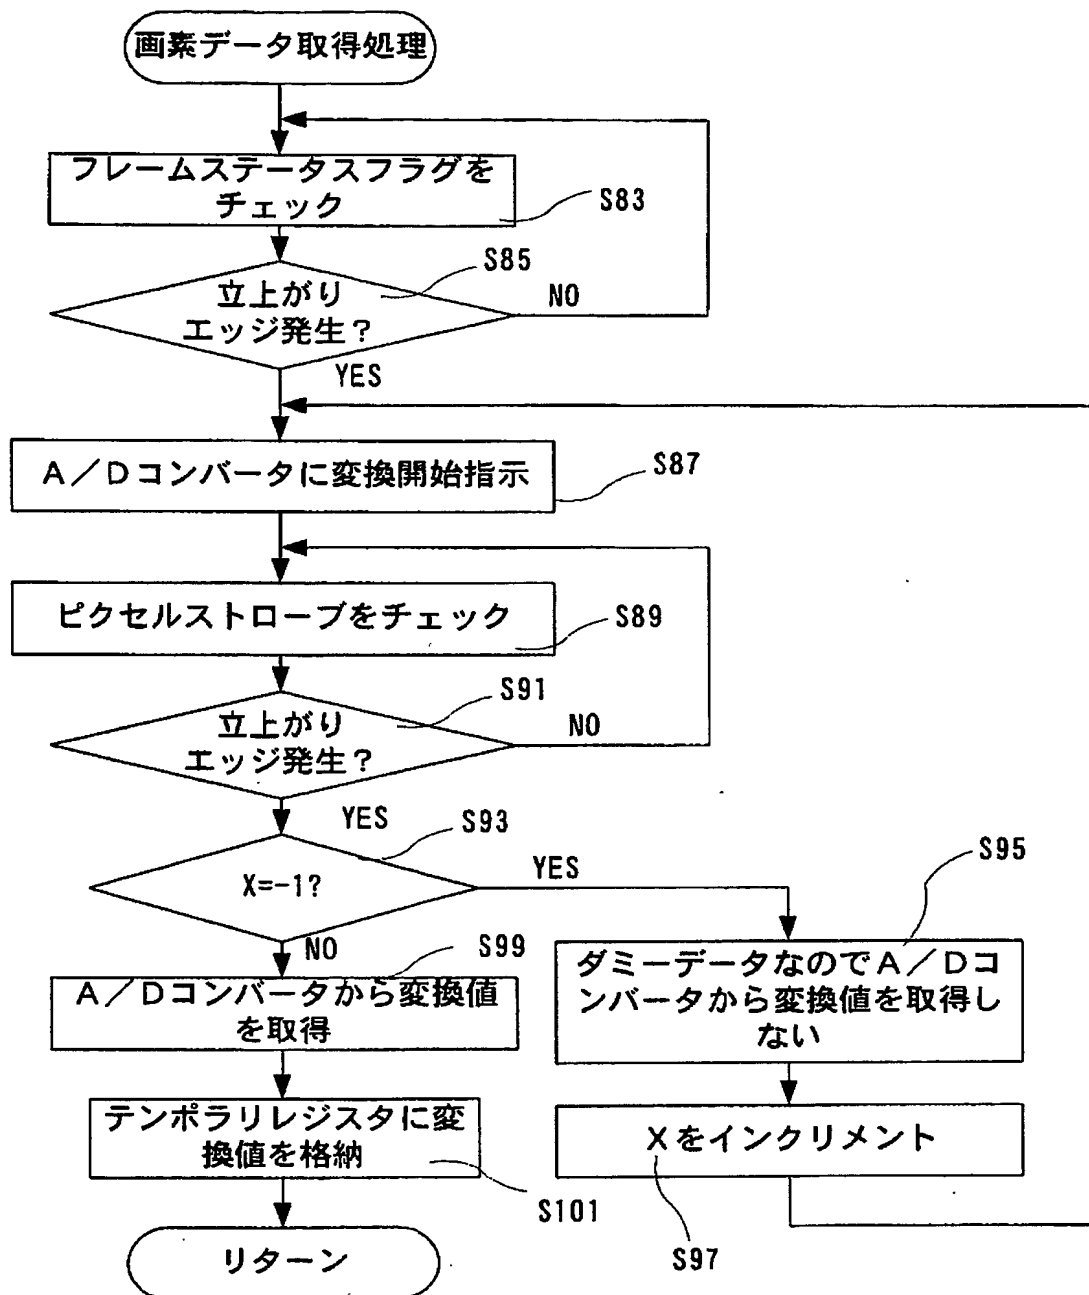 画素データ取得処理
フレームステータスフラグを
チェック
S83
S85
立上がり
エッジ発生？
NO
YES
A／Dコンバータに変換開始指示
S87
ピクセルストローブをチェック
S89
S91
立上がり
エッジ発生？
NO
YES
S93
X=-1?
YES
NO
S95
ダミーデータなのでA／Dコ
ンバータから変換値を取得し
ない
S99
A／Dコンバータから変換値
を取得
テンポラリレジスタに変
換値を格納
S101
Xをインクリメント
S97
リターン